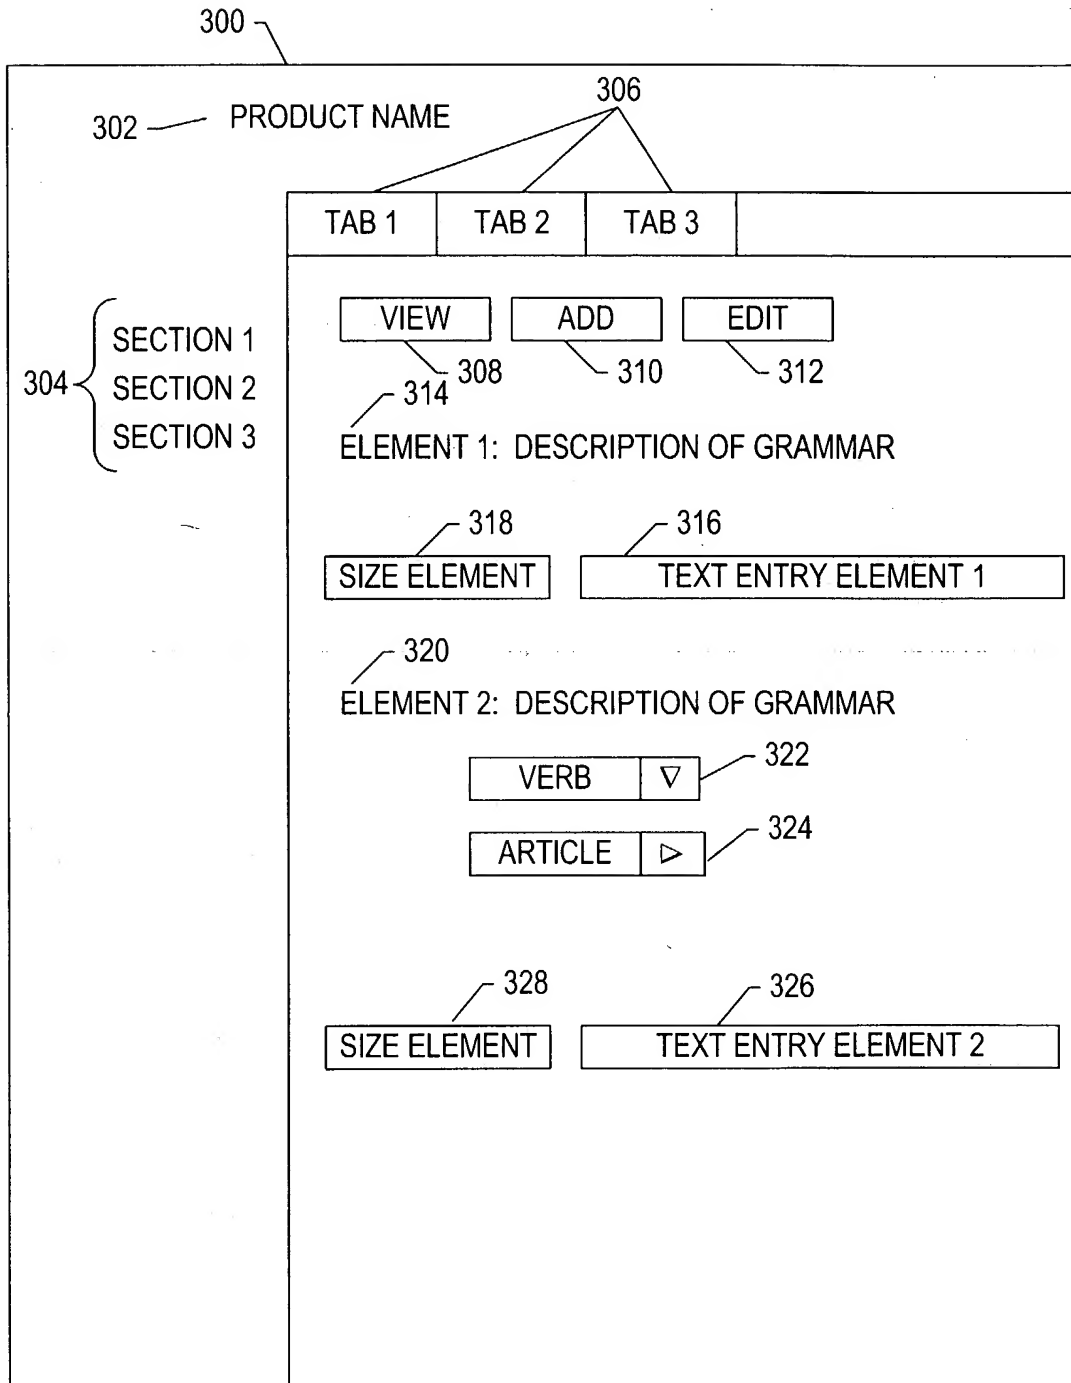 300
306
302 PRODUCT NAME
TAB 1 TAB 2 TAB 3
VIEW ADD EDIT
308 310 312
304
SECTION 1
SECTION 2
SECTION 3
314
ELEMENT 1: DESCRIPTION OF GRAMMAR
318 316
SIZE ELEMENT TEXT ENTRY ELEMENT 1
320
ELEMENT 2: DESCRIPTION OF GRAMMAR
VERB 322
ARTICLE 324
328 326
SIZE ELEMENT TEXT ENTRY ELEMENT 2